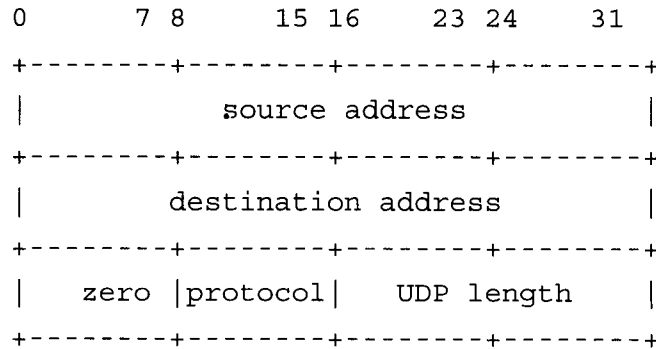 0 7 8 15 16 23 24 31
+--------+--------+--------+--------+
| source address |
+--------+--------+--------+--------+
| destination address |
+--------+--------+--------+--------+
| zero |protocol| UDP length |
+--------+--------+--------+--------+